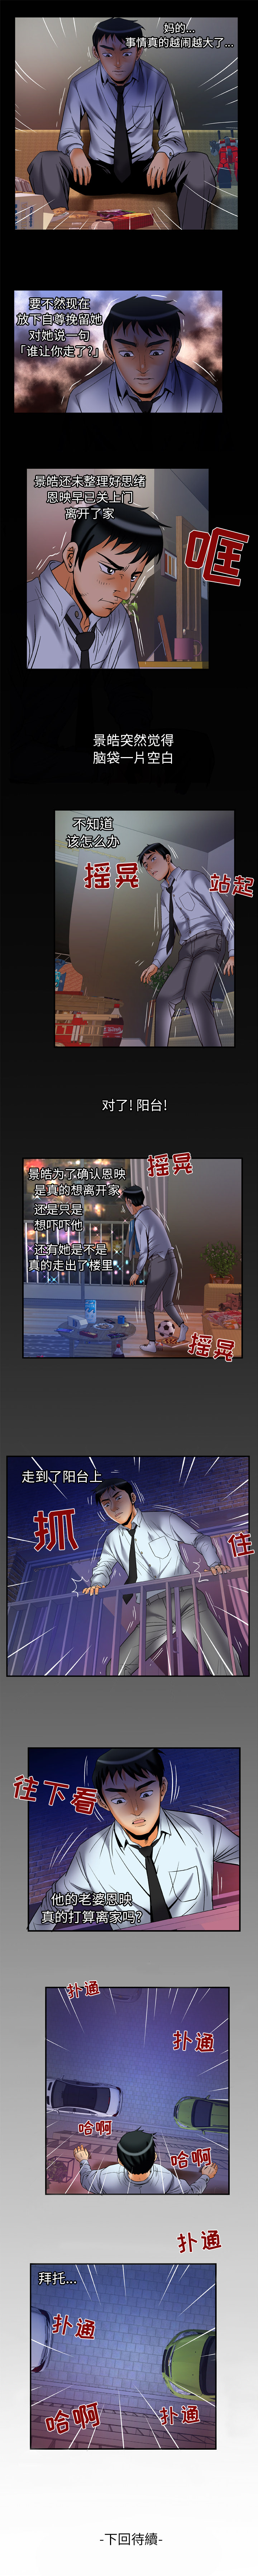 妈的...
事情真的越闹越大了...
要不然现在
放下自尊挽留她
对她说一句
「谁让你走了?」
景皓还未整理好思绪
恩映早已关上门
离开了家
哐
景皓突然觉得
脑袋一片空白
不知道
该怎么办
摇晃
站起
对了! 阳台!
摇晃
景皓为了确认恩映
是真的想离开家
还是只是
想吓吓他
还有她是不是
真的走出了楼里
摇晃
走到了阳台上
抓
住
往下看
他的老婆恩映
真的打算离家吗?
扑通
扑通
哈啊
哈啊
扑通
拜托...
扑通
哈啊
扑通
-下回待續-